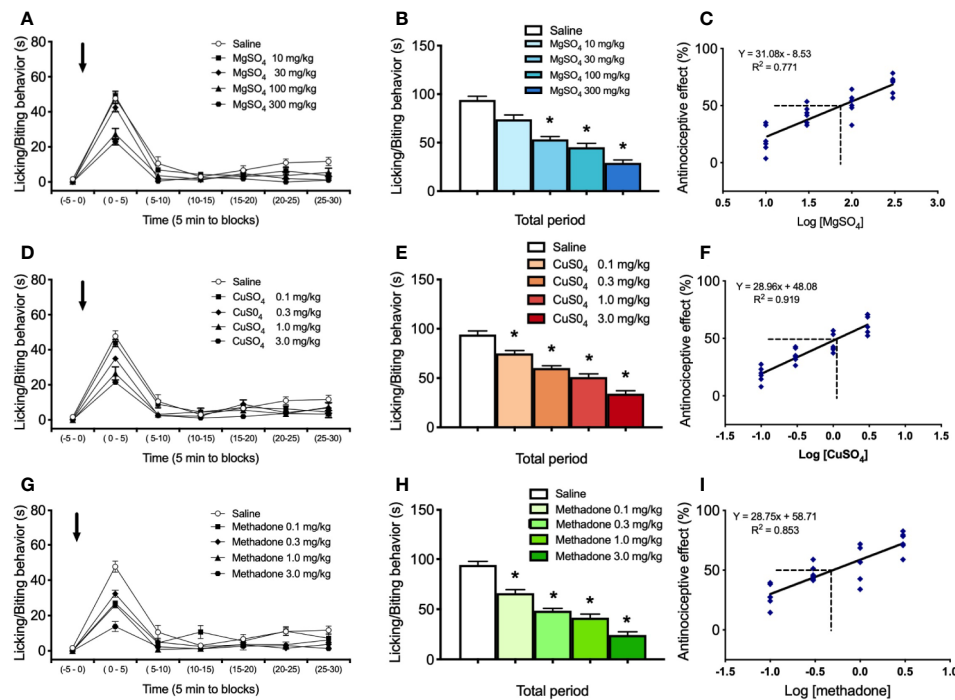 A
Licking/Biting behavior (s)
80
60
40
20
0
Saline
MgSO4 10 mg/kg
MgSO4 30 mg/kg
MgSO4 100 mg/kg
MgSO4 300 mg/kg
(-5 - 0) ( 0 - 5) ( 5-10) (10-15) (15-20) (20-25) (25-30)
Time (5 min to blocks)
B
Licking/Biting behavior (s)
150
100
50
0
Saline
MgSO4 10 mg/kg
MgSO4 30 mg/kg
MgSO4 100 mg/kg
MgSO4 300 mg/kg
* * *
Total period
C
Antinociceptive effect (%)
100
50
0
Y = 31.08x - 8.53
R2 = 0.771
0.5 1.0 1.5 2.0 2.5 3.0
Log [MgSO4]
D
Licking/Biting behavior (s)
80
60
40
20
0
Saline
CuSO4 0.1 mg/kg
CuS04 0.3 mg/kg
CuSO4 1.0 mg/kg
CuSO4 3.0 mg/kg
(-5 - 0) ( 0 - 5) ( 5-10) (10-15) (15-20) (20-25) (25-30)
Time (5 min to blocks)
E
Licking/Biting behavior (s)
150
100
50
0
Saline
CuS04 0.1 mg/kg
CuS04 0.3 mg/kg
CuS04 1.0 mg/kg
CuS04 3.0 mg/kg
* * * *
Total period
F
Antinociceptive effect (%)
100
50
0
Y = 28.96x + 48.08
R2 = 0.919
-1.5 -1.0 -0.5 0.0 0.5 1.0 1.5
Log [CuSO4]
G
Licking/Biting behavior (s)
80
60
40
20
0
Saline
Methadone 0.1 mg/kg
Methadone 0.3 mg/kg
Methadone 1.0 mg/kg
Methadone 3.0 mg/kg
(-5 - 0) ( 0 - 5) ( 5-10) (10-15) (15-20) (20-25) (25-30)
Time (5 min to blocks)
H
Licking/Biting behavior (s)
150
100
50
0
Saline
Methadone 0.1 mg/kg
Methadone 0.3 mg/kg
Methadone 1.0 mg/kg
Methadone 3.0 mg/kg
* * * *
Total period
I
Antinociceptive effect (%)
100
50
0
Y = 28.75x + 58.71
R2 = 0.853
-1.5 -1.0 -0.5 0.0 0.5 1.0
Log [methadone]